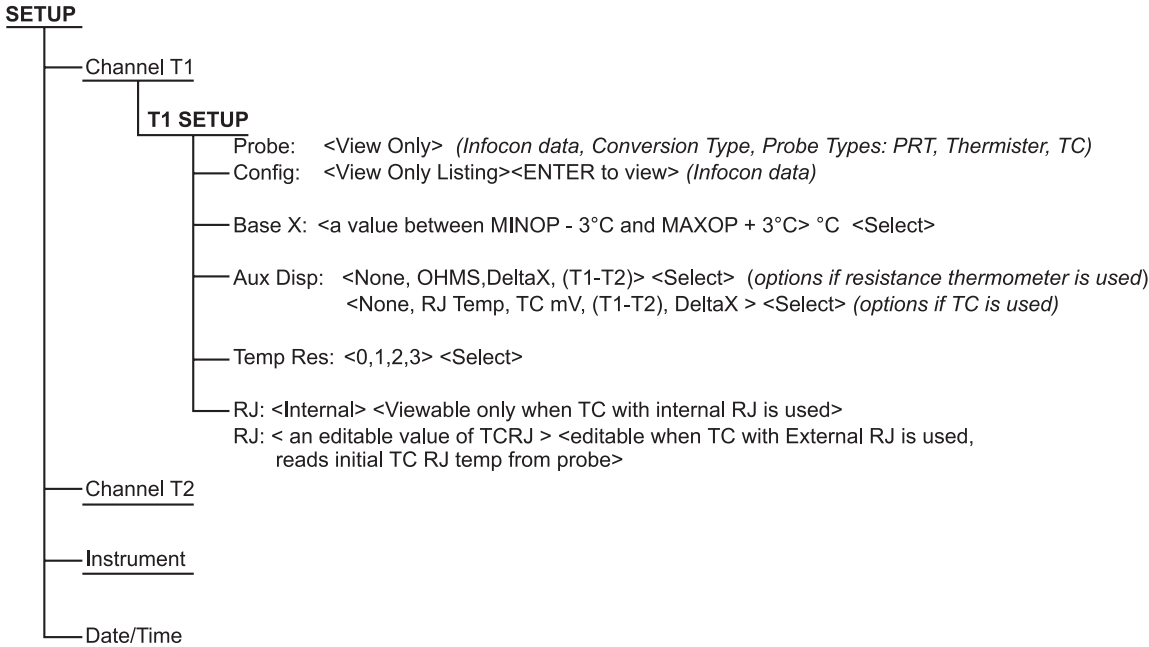 SETUP
Channel T1
T1 SETUP
Probe: <View Only> (Infocon data, Conversion Type, Probe Types: PRT, Thermister, TC)
Config: <View Only Listing><ENTER to view> (Infocon data)
Base X: <a value between MINOP - 3°C and MAXOP + 3°C> °C <Select>
Aux Disp: <None, OHMS,DeltaX, (T1-T2)> <Select> (options if resistance thermometer is used)
<None, RJ Temp, TC mV, (T1-T2), DeltaX > <Select> (options if TC is used)
Temp Res: <0,1,2,3> <Select>
RJ: <Internal> <Viewable only when TC with internal RJ is used>
RJ: < an editable value of TCRJ > <editable when TC with External RJ is used,
reads initial TC RJ temp from probe>
Channel T2
Instrument
Date/Time